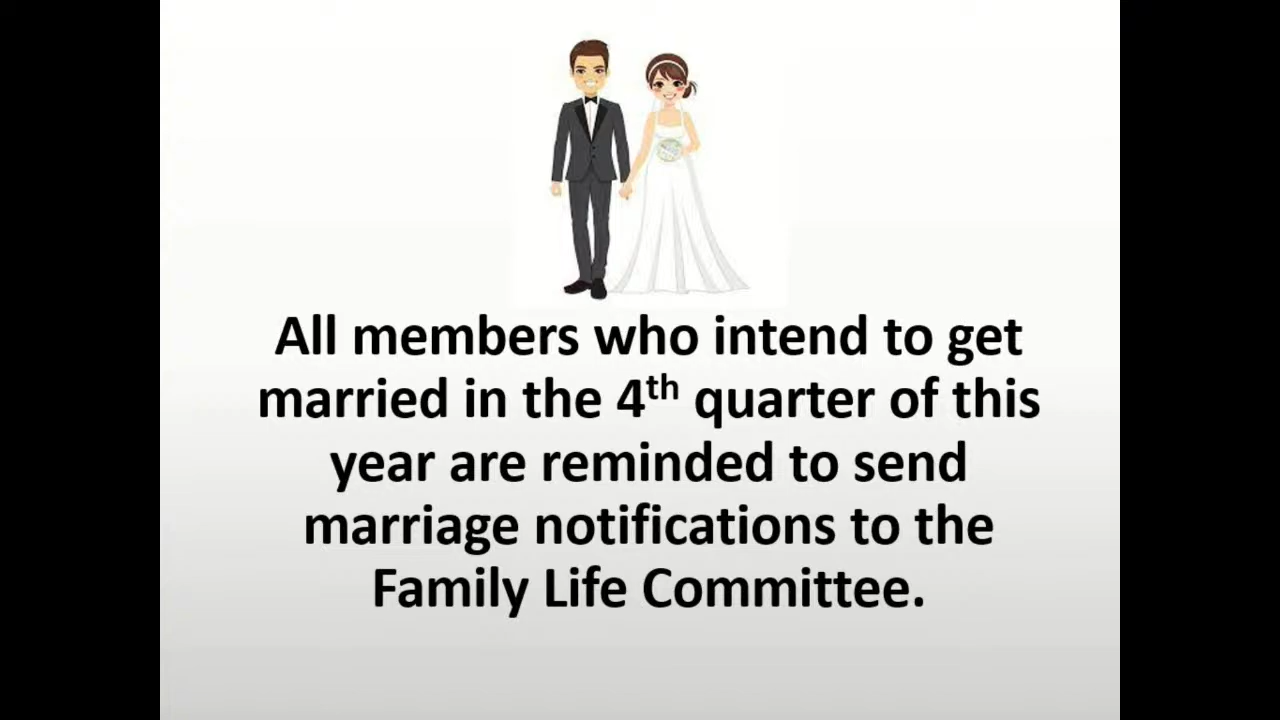 All members who intend to get
married in the 4th quarter of this
year are reminded to send
marriage notifications to the
Family Life Committee.